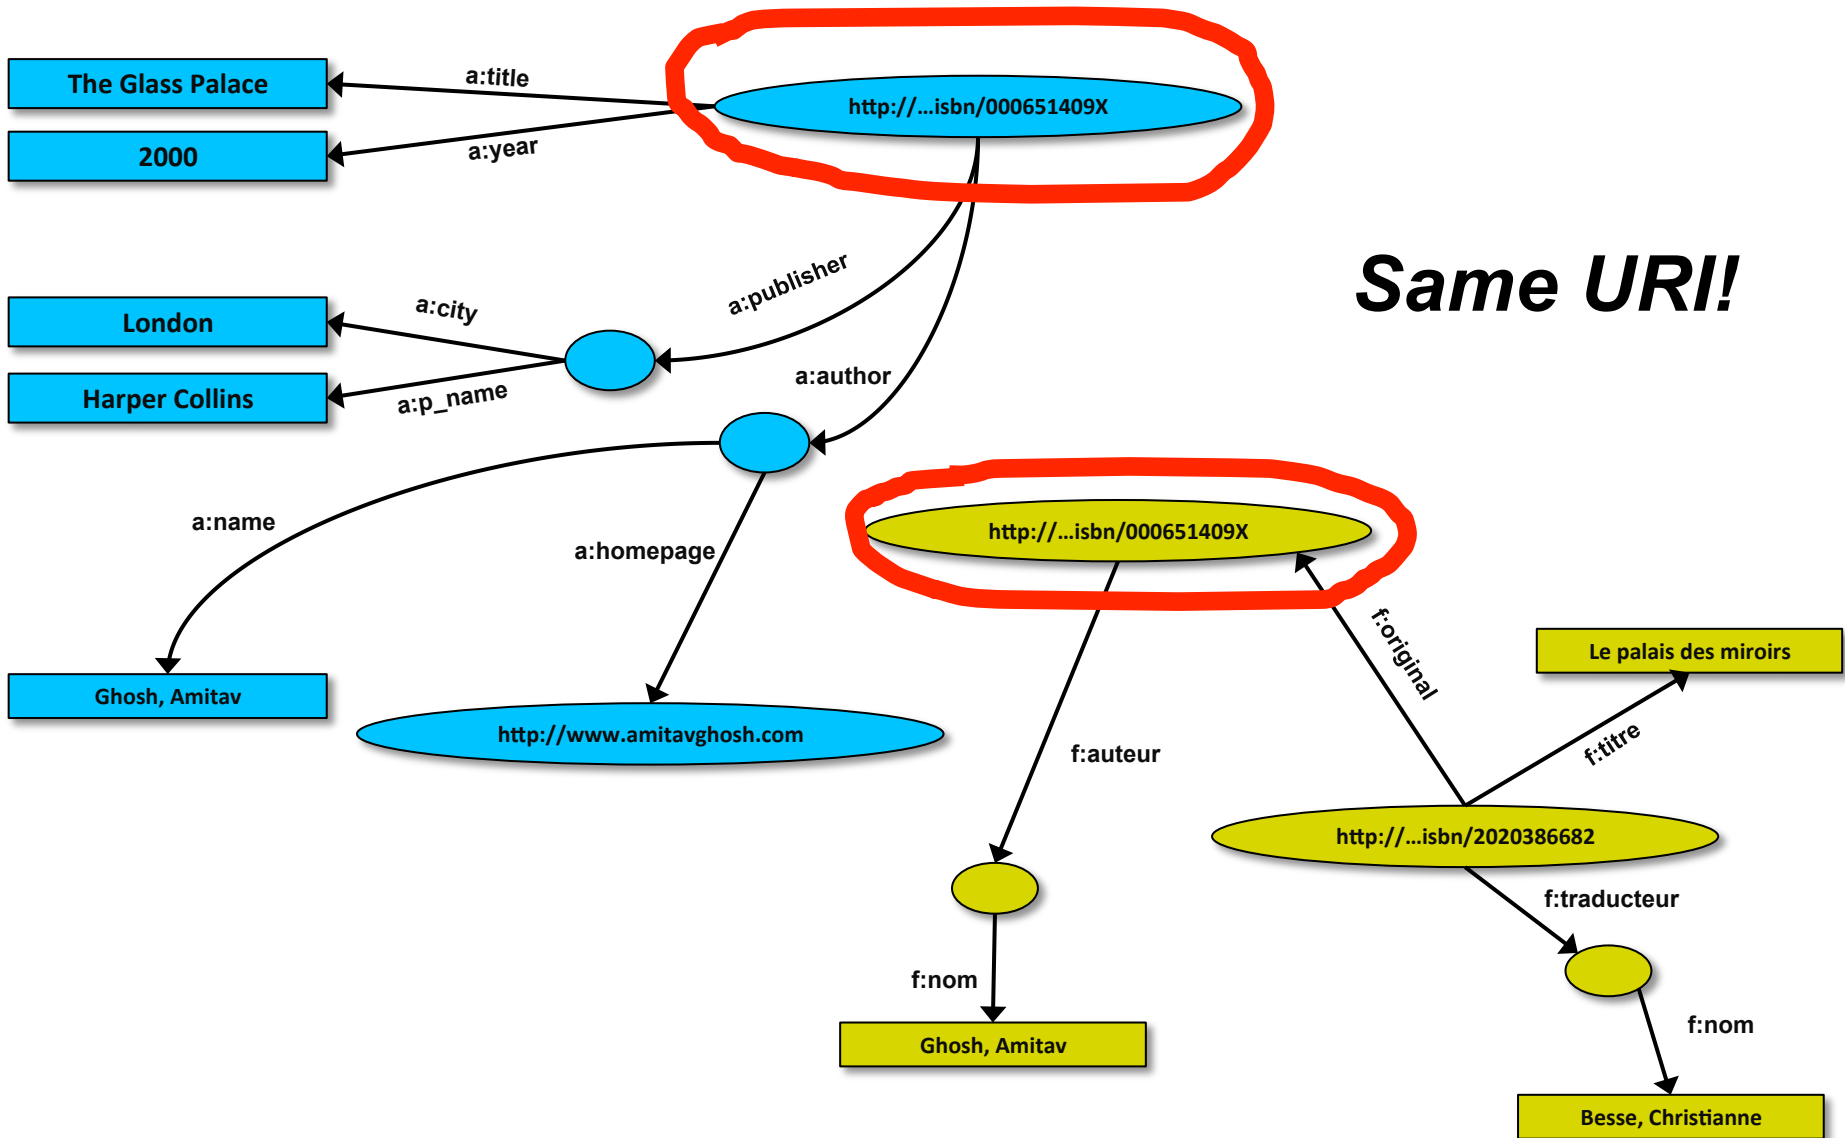 The Glass Palace
a:title
http://...isbn/000651409X
2000
a:year
Same URI!
a:publisher
London
a:city
Harper Collins
a:p_name
a:author
a:name
a:homepage
http://...isbn/000651409X
f:original
Le palais des miroirs
Ghosh, Amitav
http://www.amitavghosh.com
f:auteur
f:titre
http://...isbn/2020386682
f:traducteur
f:nom
Ghosh, Amitav
f:nom
Besse, Christianne